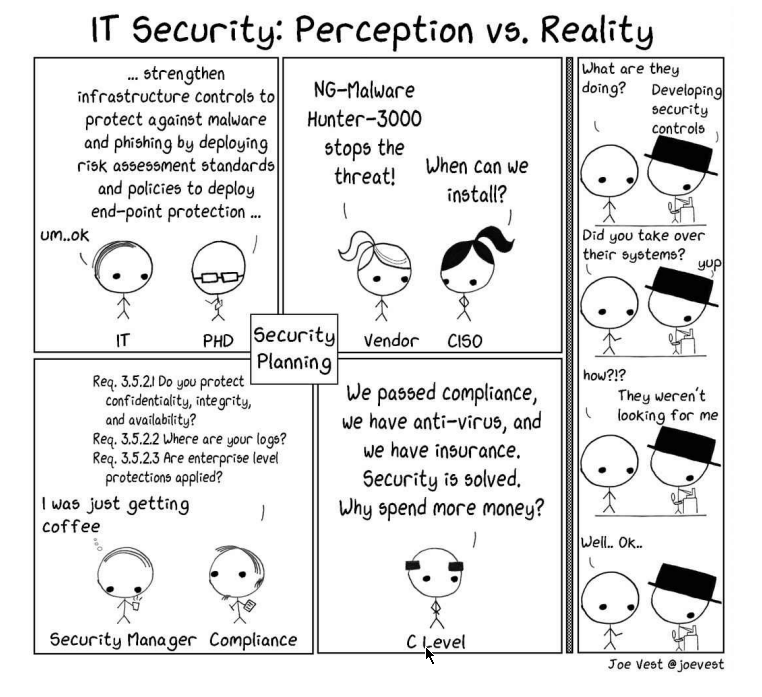 IT Security: Perception vs. Reality
... strengthen
infrastructure controls to
protect against malware
and phishing by deploying
risk assessment standards
and policies to deploy
end-point protection ...
um..ok
IT
PHD
NG-Malware
Hunter-3000
stops the
threat!
When can we
install?
Vendor
CISO
Security
Planning
Req. 3.5.2.1 Do you protect
confidentiality, integrity,
and availability?
Req. 3.5.2.2 Where are your logs?
Req. 3.5.2.3 Are enterprise level
protections applied?
I was just getting
coffee
Security Manager
Compliance
We passed compliance,
we have anti-virus, and
we have insurance.
Security is solved.
Why spend more money?
C Level
What are they
doing?
Developing
security
controls
Did you take over
their systems?
yup
how?!?
They weren't
looking for me
Well.. Ok..
Joe Vest @joevest